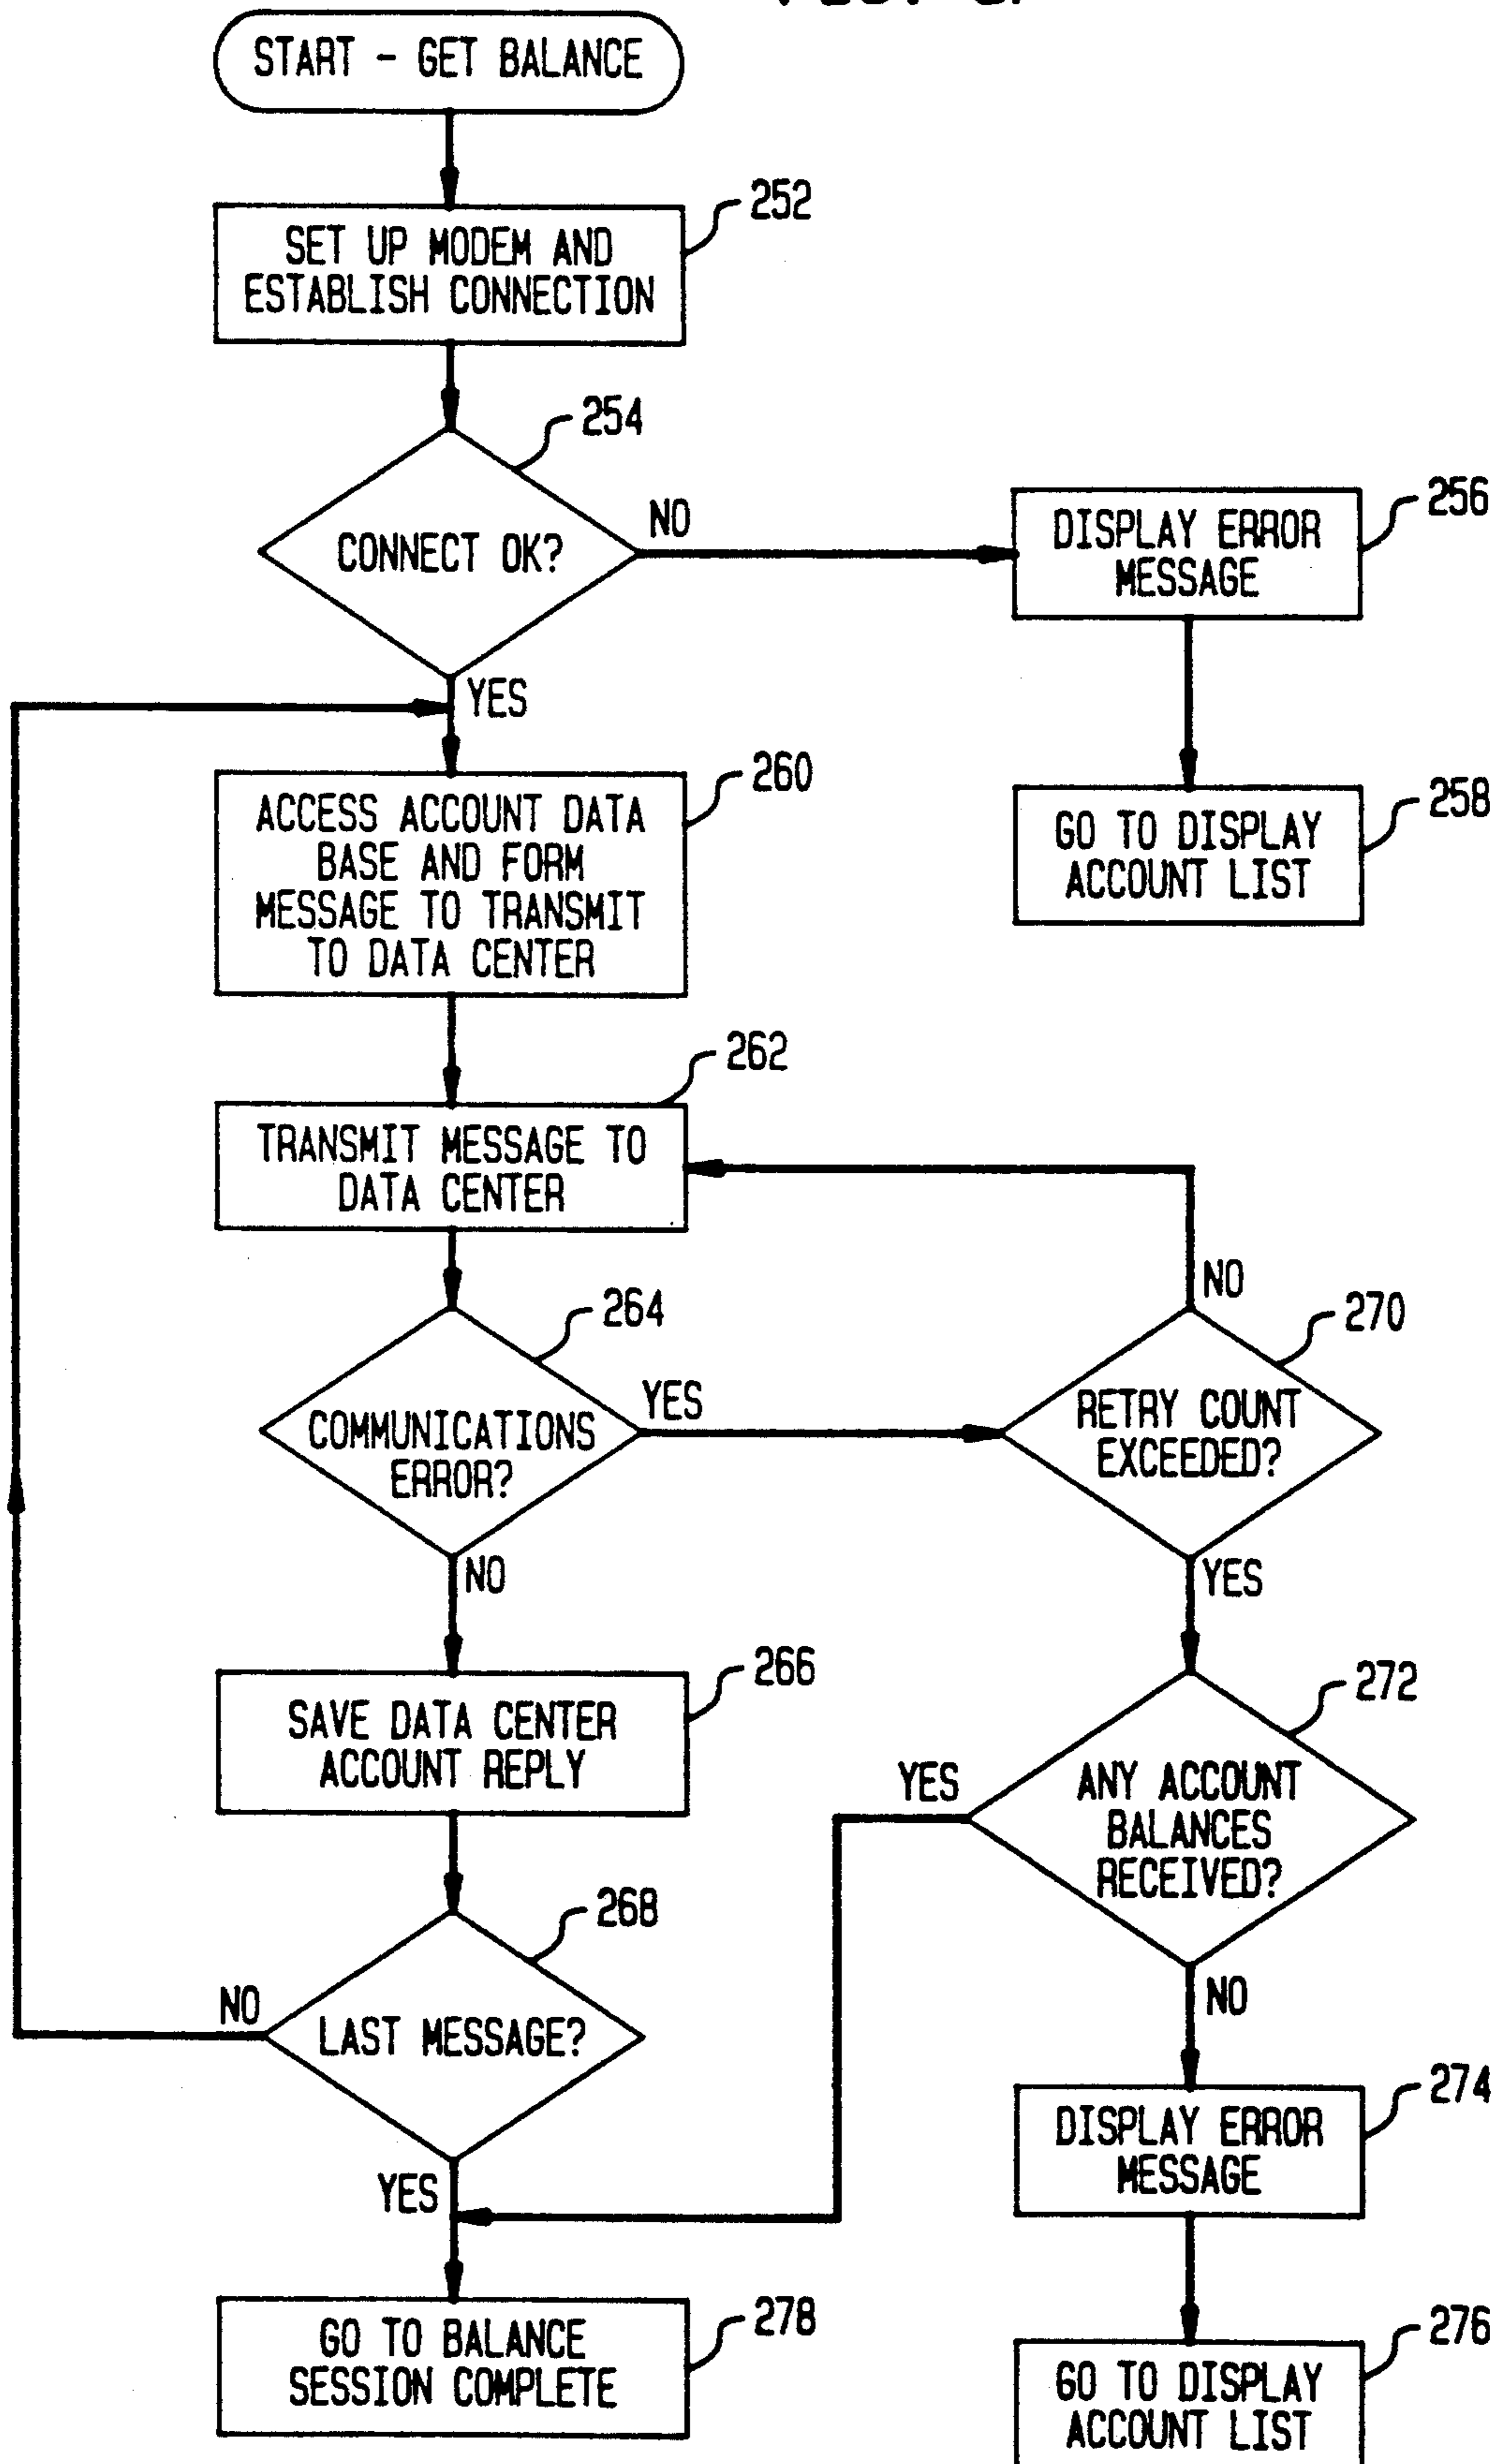 START - GET BALANCE
252
SET UP MODEM AND
ESTABLISH CONNECTION
254
CONNECT OK?
NO
256
DISPLAY ERROR
MESSAGE
YES
258
GO TO DISPLAY
ACCOUNT LIST
260
ACCESS ACCOUNT DATA
BASE AND FORM
MESSAGE TO TRANSMIT
TO DATA CENTER
262
TRANSMIT MESSAGE TO
DATA CENTER
264
COMMUNICATIONS
ERROR?
YES
NO
270
RETRY COUNT
EXCEEDED?
NO
YES
266
SAVE DATA CENTER
ACCOUNT REPLY
272
ANY ACCOUNT
BALANCES
RECEIVED?
YES
NO
268
LAST MESSAGE?
NO
YES
274
DISPLAY ERROR
MESSAGE
278
GO TO BALANCE
SESSION COMPLETE
276
GO TO DISPLAY
ACCOUNT LIST